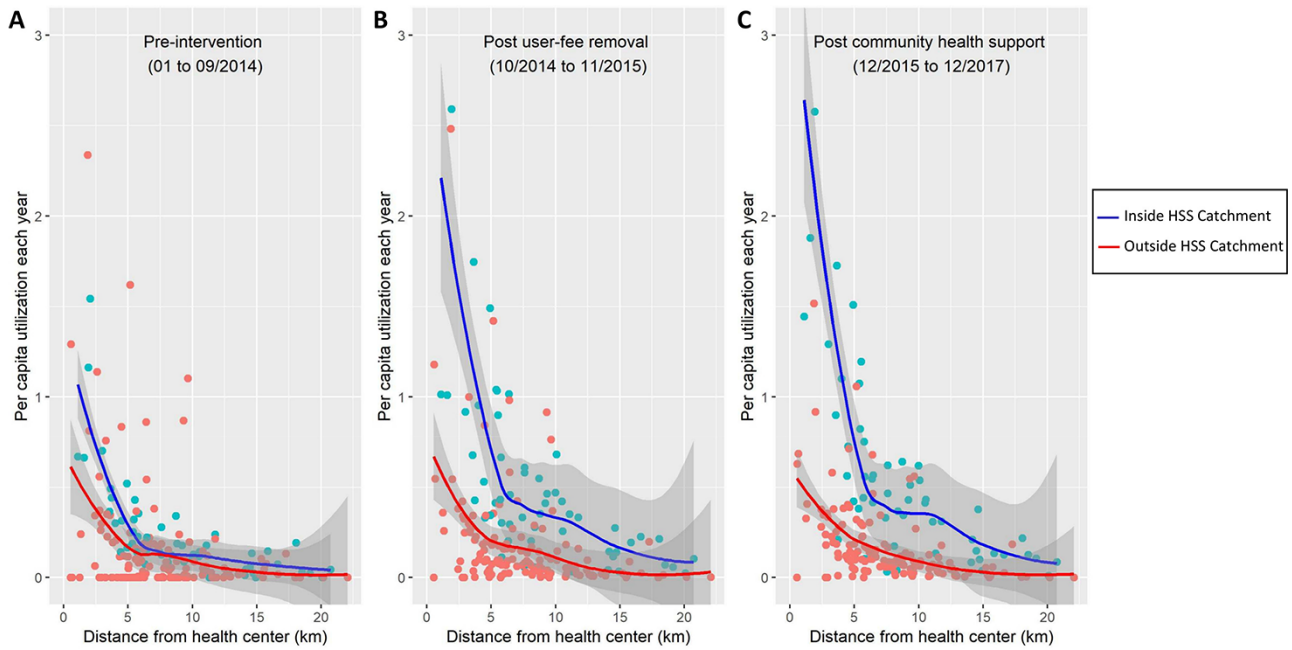 A
Pre-intervention
(01 to 09/2014)
Per capita utilization each year
3
2
1
0
0 5 10 15 20
Distance from health center (km)
B
Post user-fee removal
(10/2014 to 11/2015)
Per capita utilization each year
3
2
1
0
0 5 10 15 20
Distance from health center (km)
C
Post community health support
(12/2015 to 12/2017)
Per capita utilization each year
3
2
1
0
0 5 10 15 20
Distance from health center (km)
Inside HSS Catchment
Outside HSS Catchment